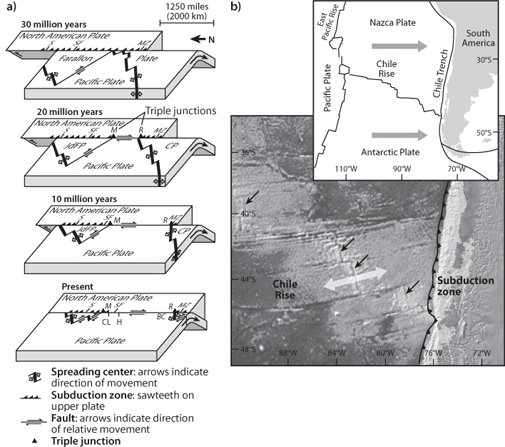 a)
30 million years
1250 miles
(2000 km)
North American Plate
S SF MZ
N
Farallon Plate
Pacific Plate
20 million years
Triple junctions
North American Plate
S SF M R MZ
JdFP CP
Pacific Plate
10 million years
North American Plate
S SF M R MZ
JdFP CP
Pacific Plate
Present
North American Plate
S SF M R MZ
CL H BC
Pacific Plate
Spreading center: arrows indicate
direction of movement
Subduction zone: sawteeth on
upper plate
Fault: arrows indicate direction
of relative movement
Triple junction
b)
East
Pacific Rise
Nazca Plate
South
America
Pacific Plate
Chile
Rise
Chile Trench
30°S
50°S
Antarctic Plate
110°W 90°W 70°W
36°S
40°S
44°S
48°S
Chile
Rise
Subduction
zone
88°W 84°W 80°W 76°W 72°W